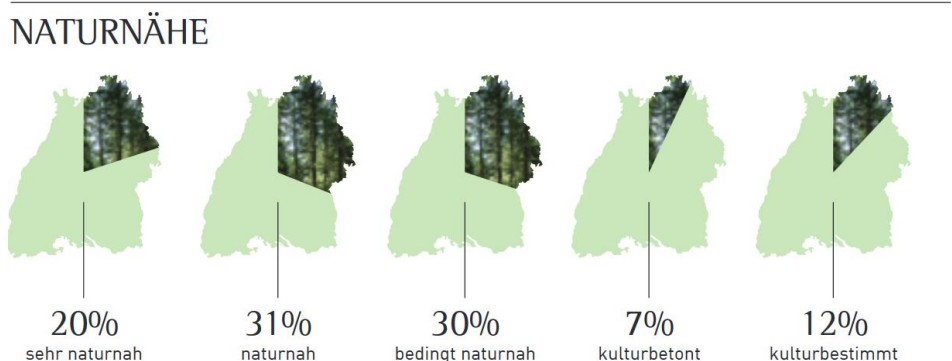 NATURNÄHE
20%
sehr naturnah
31%
naturnah
30%
bedingt naturnah
7%
kulturbetont
12%
kulturbestimmt